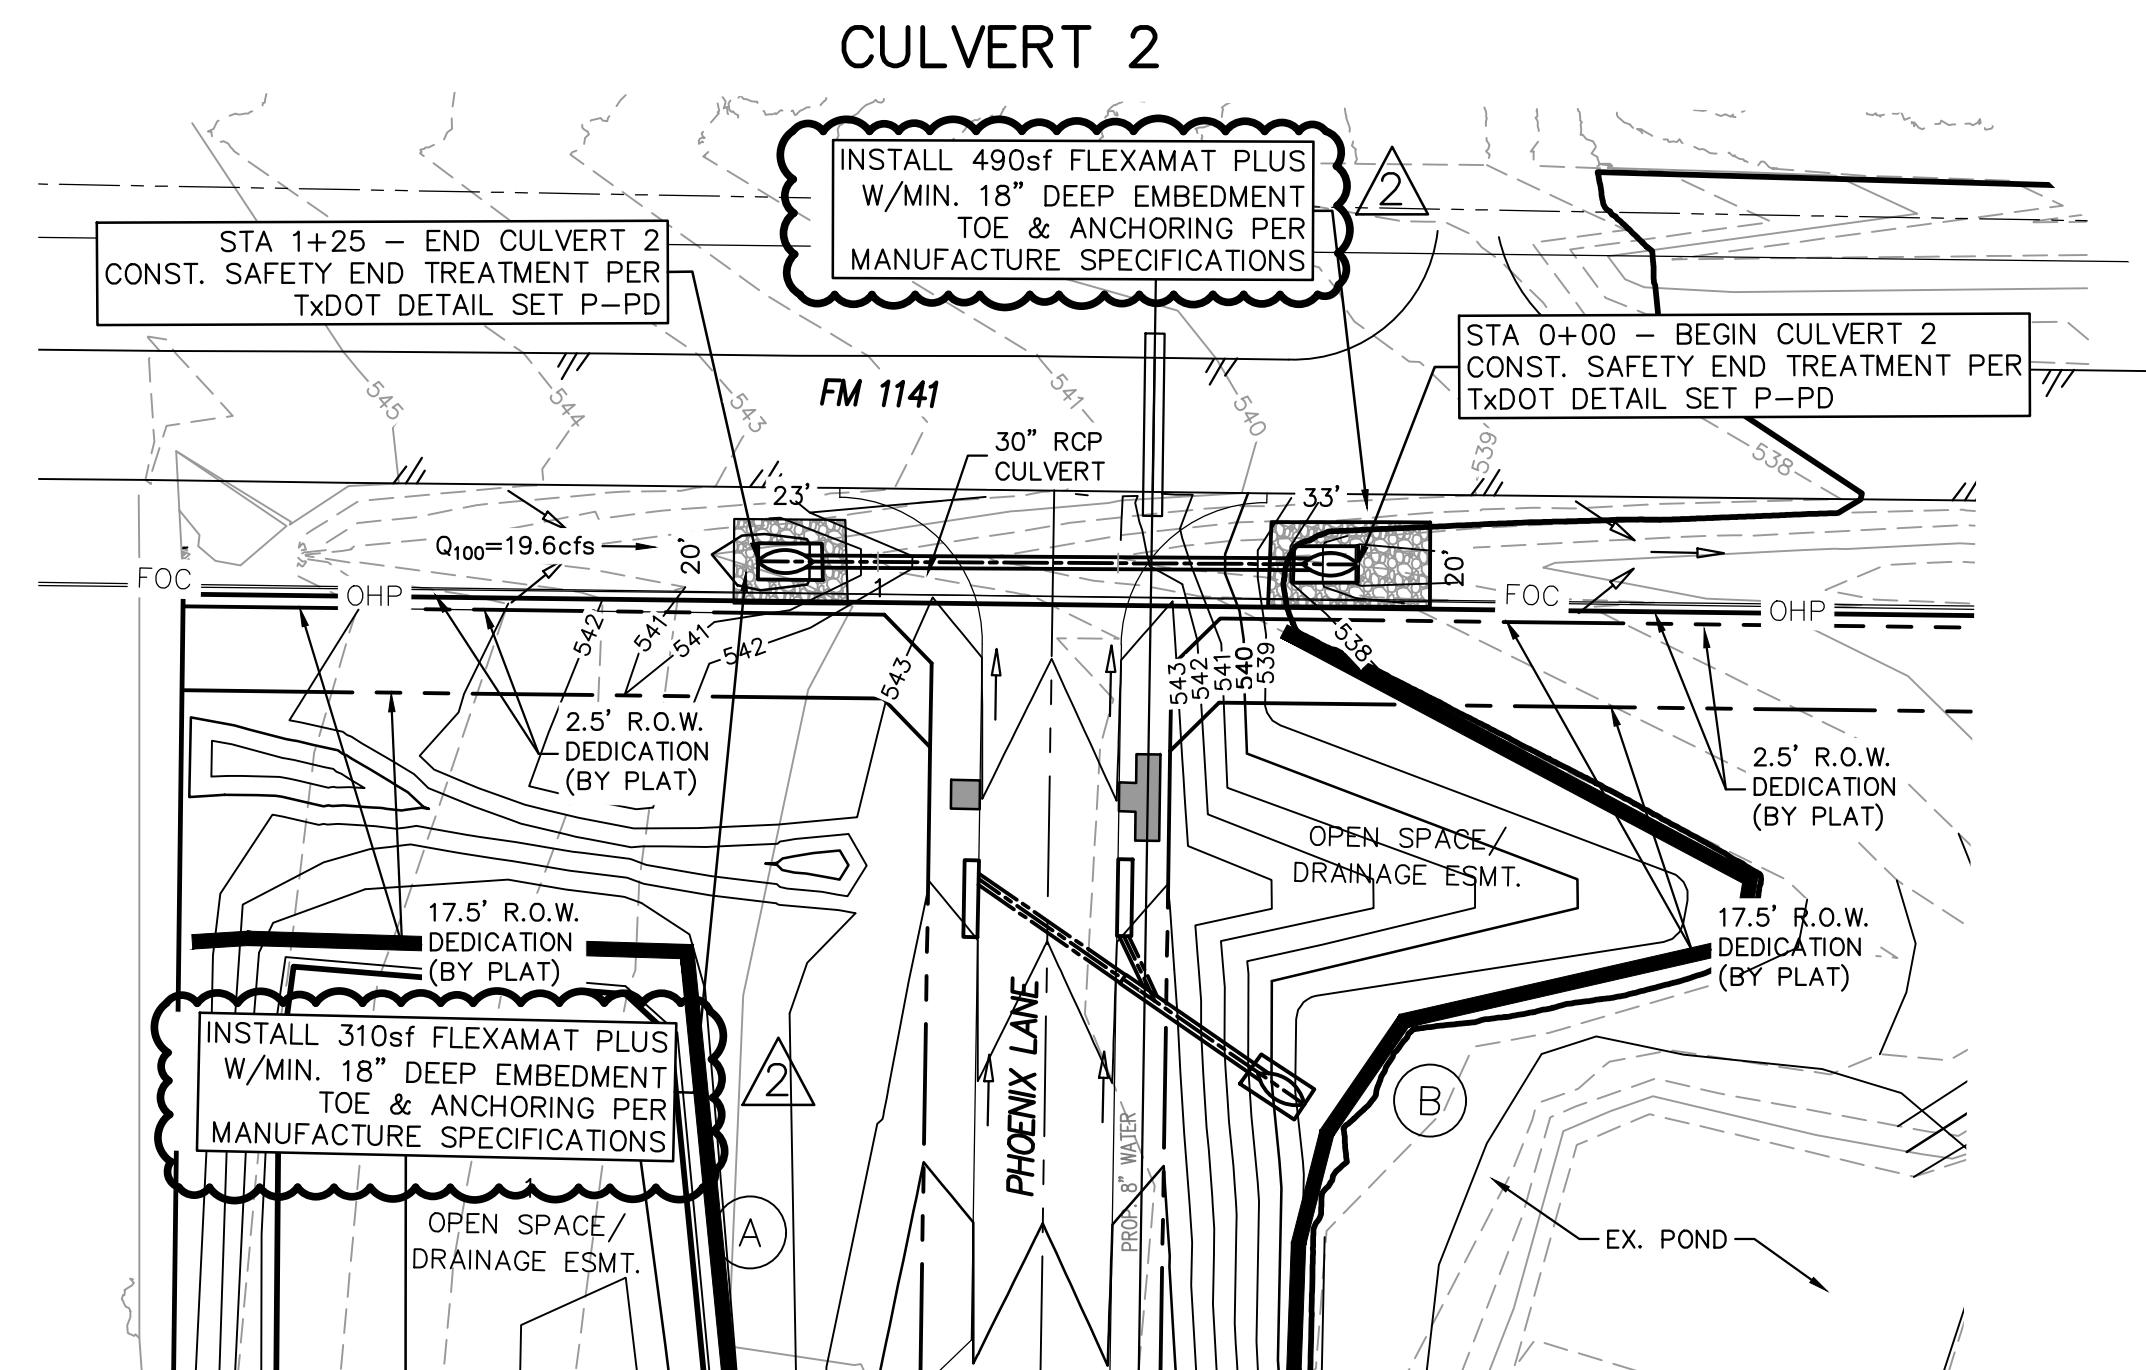 CULVERT 2
INSTALL 490sf FLEXAMAT PLUS
W/MIN. 18" DEEP EMBEDMENT
TOE & ANCHORING PER
MANUFACTURE SPECIFICATIONS
2
STA 1+25 – END CULVERT 2
CONST. SAFETY END TREATMENT PER
TxDOT DETAIL SET P–PD
STA 0+00 – BEGIN CULVERT 2
CONST. SAFETY END TREATMENT PER
TxDOT DETAIL SET P–PD
545
544
543
FM 1141
541
540
539
538
30" RCP
CULVERT
23'
33'
Q100=19.6cfs
20'
20'
1
FOC
OHP
FOC
OHP
542
541
541
542
543
543
542
541
540
539
538
2.5' R.O.W.
DEDICATION
(BY PLAT)
2.5' R.O.W.
DEDICATION
(BY PLAT)
OPEN SPACE/
DRAINAGE ESMT.
17.5' R.O.W.
DEDICATION
(BY PLAT)
17.5' R.O.W.
DEDICATION
(BY PLAT)
INSTALL 310sf FLEXAMAT PLUS
W/MIN. 18" DEEP EMBEDMENT
TOE & ANCHORING PER
MANUFACTURE SPECIFICATIONS
2
PHOENIX LANE
PROP. 8" WATER
B
1
OPEN SPACE/
DRAINAGE ESMT.
A
EX. POND